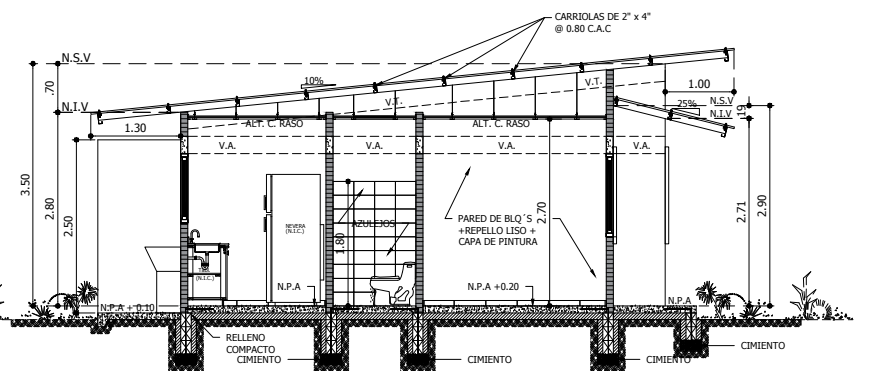 CARRIOLAS DE 2" x 4"
@ 0.80 C.A.C
N.S.V
10%
V.T.
V.T.
1.00
.70
N.I.V
25%
N.S.V
N.I.V
.19
1.30
ALT. C. RASO
ALT. C. RASO
V.A.
V.A.
V.A.
V.A.
3.50
2.80
2.50
NEVERA
(N.I.C.)
AZULEJOS
1.80
2.70
PARED DE BLQ´S
+REPELLO LISO +
CAPA DE PINTURA
2.71
2.90
(N.I.C.)
N.P.A + 0.10
N.P.A
N.P.A +0.20
N.P.A
RELLENO
COMPACTO
CIMIENTO
CIMIENTO
CIMIENTO
CIMIENTO
CIMIENTO